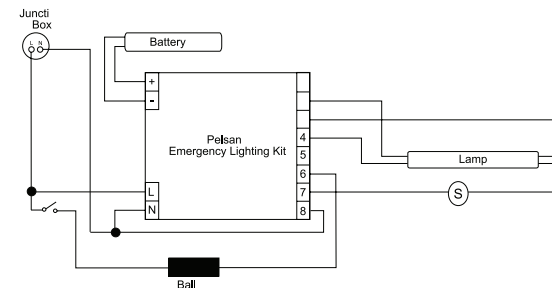 Juncti
Box
L N
Battery
+
-
Pelsan
Emergency Lighting Kit
4
5
6
7
8
L
N
Lamp
S
Ball